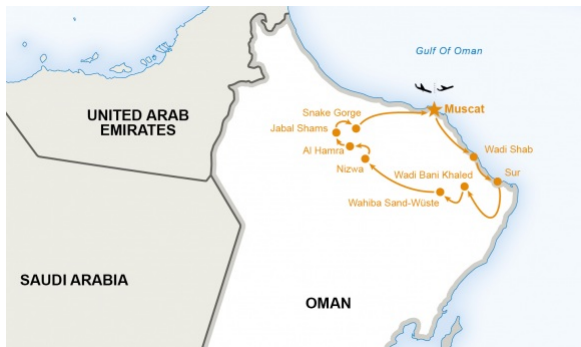 Gulf Of Oman
Muscat
Snake Gorge
UNITED ARAB
EMIRATES
Jabal Shams
Al Hamra
Wadi Shab
Nizwa
Wadi Bani Khaled
Sur
Wahiba Sand-Wüste
SAUDI ARABIA
OMAN